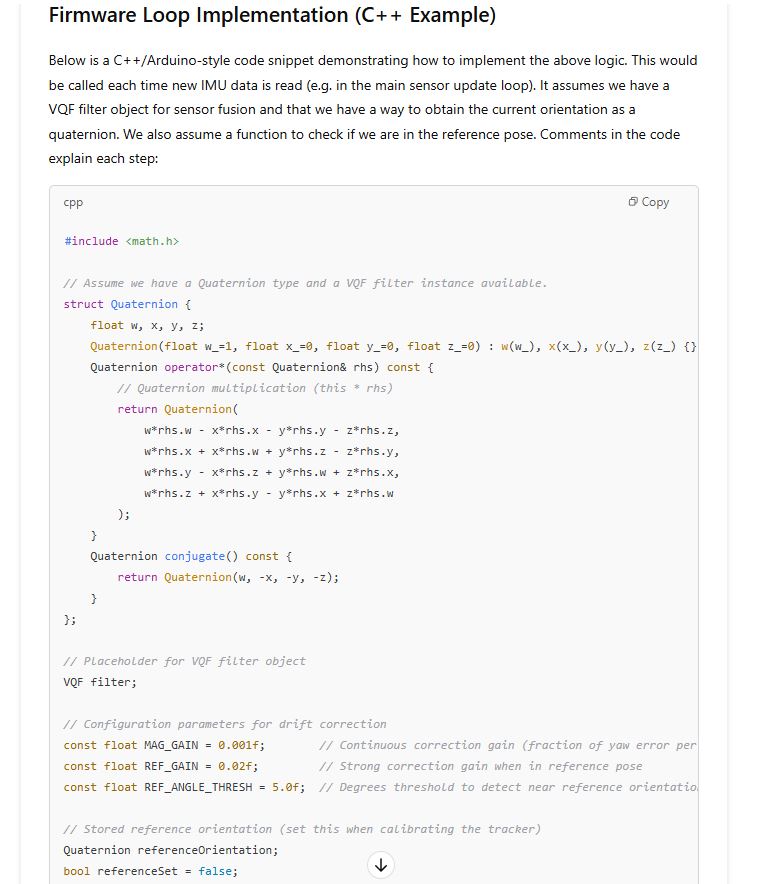 Firmware Loop Implementation (C++ Example)
Below is a C++/Arduino-style code snippet demonstrating how to implement the above logic. This would
be called each time new IMU data is read (e.g. in the main sensor update loop). It assumes we have a
VQF filter object for sensor fusion and that we have a way to obtain the current orientation as a
quaternion. We also assume a function to check if we are in the reference pose. Comments in the code
explain each step:
cpp Copy
#include <math.h>
// Assume we have a Quaternion type and a VQF filter instance available.
struct Quaternion {
    float w, x, y, z;
    Quaternion(float w_=1, float x_=0, float y_=0, float z_=0) : w(w_), x(x_), y(y_), z(z_) {}
    Quaternion operator*(const Quaternion& rhs) const {
        // Quaternion multiplication (this * rhs)
        return Quaternion(
            w*rhs.w - x*rhs.x - y*rhs.y - z*rhs.z,
            w*rhs.x + x*rhs.w + y*rhs.z - z*rhs.y,
            w*rhs.y - x*rhs.z + y*rhs.w + z*rhs.x,
            w*rhs.z + x*rhs.y - y*rhs.x + z*rhs.w
        );
    }
    Quaternion conjugate() const {
        return Quaternion(w, -x, -y, -z);
    }
};
// Placeholder for VQF filter object
VQF filter;
// Configuration parameters for drift correction
const float MAG_GAIN = 0.001f;        // Continuous correction gain (fraction of yaw error per
const float REF_GAIN = 0.02f;         // Strong correction gain when in reference pose
const float REF_ANGLE_THRESH = 5.0f;  // Degrees threshold to detect near reference orientatio
// Stored reference orientation (set this when calibrating the tracker)
Quaternion referenceOrientation;
bool referenceSet = false;